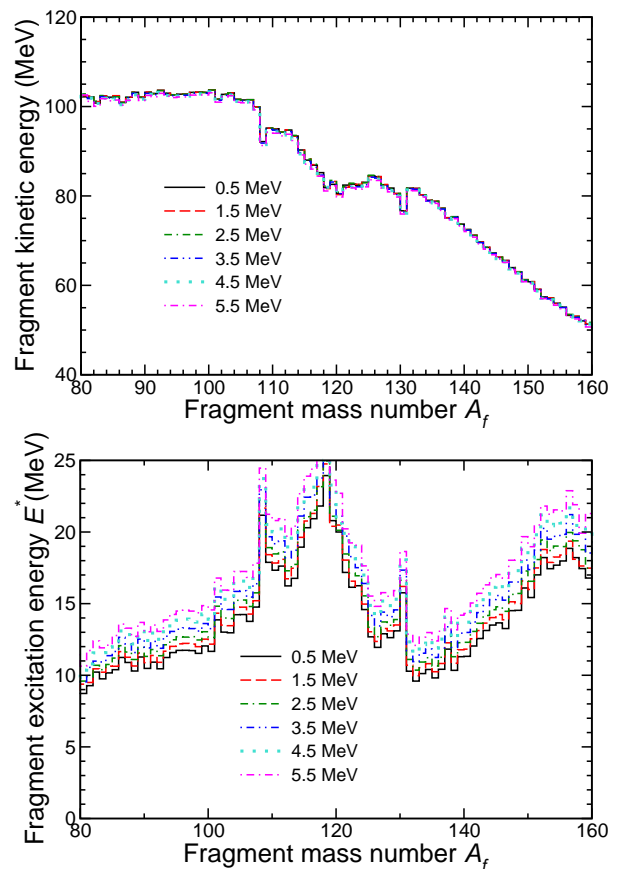 120
100
80
60
40
Fragment kinetic energy (MeV)
0.5 MeV
1.5 MeV
2.5 MeV
3.5 MeV
4.5 MeV
5.5 MeV
80 90 100 110 120 130 140 150 160
Fragment mass number A_f
25
20
15
10
5
0
Fragment excitation energy E^* (MeV)
0.5 MeV
1.5 MeV
2.5 MeV
3.5 MeV
4.5 MeV
5.5 MeV
80 100 120 140 160
Fragment mass number A_f